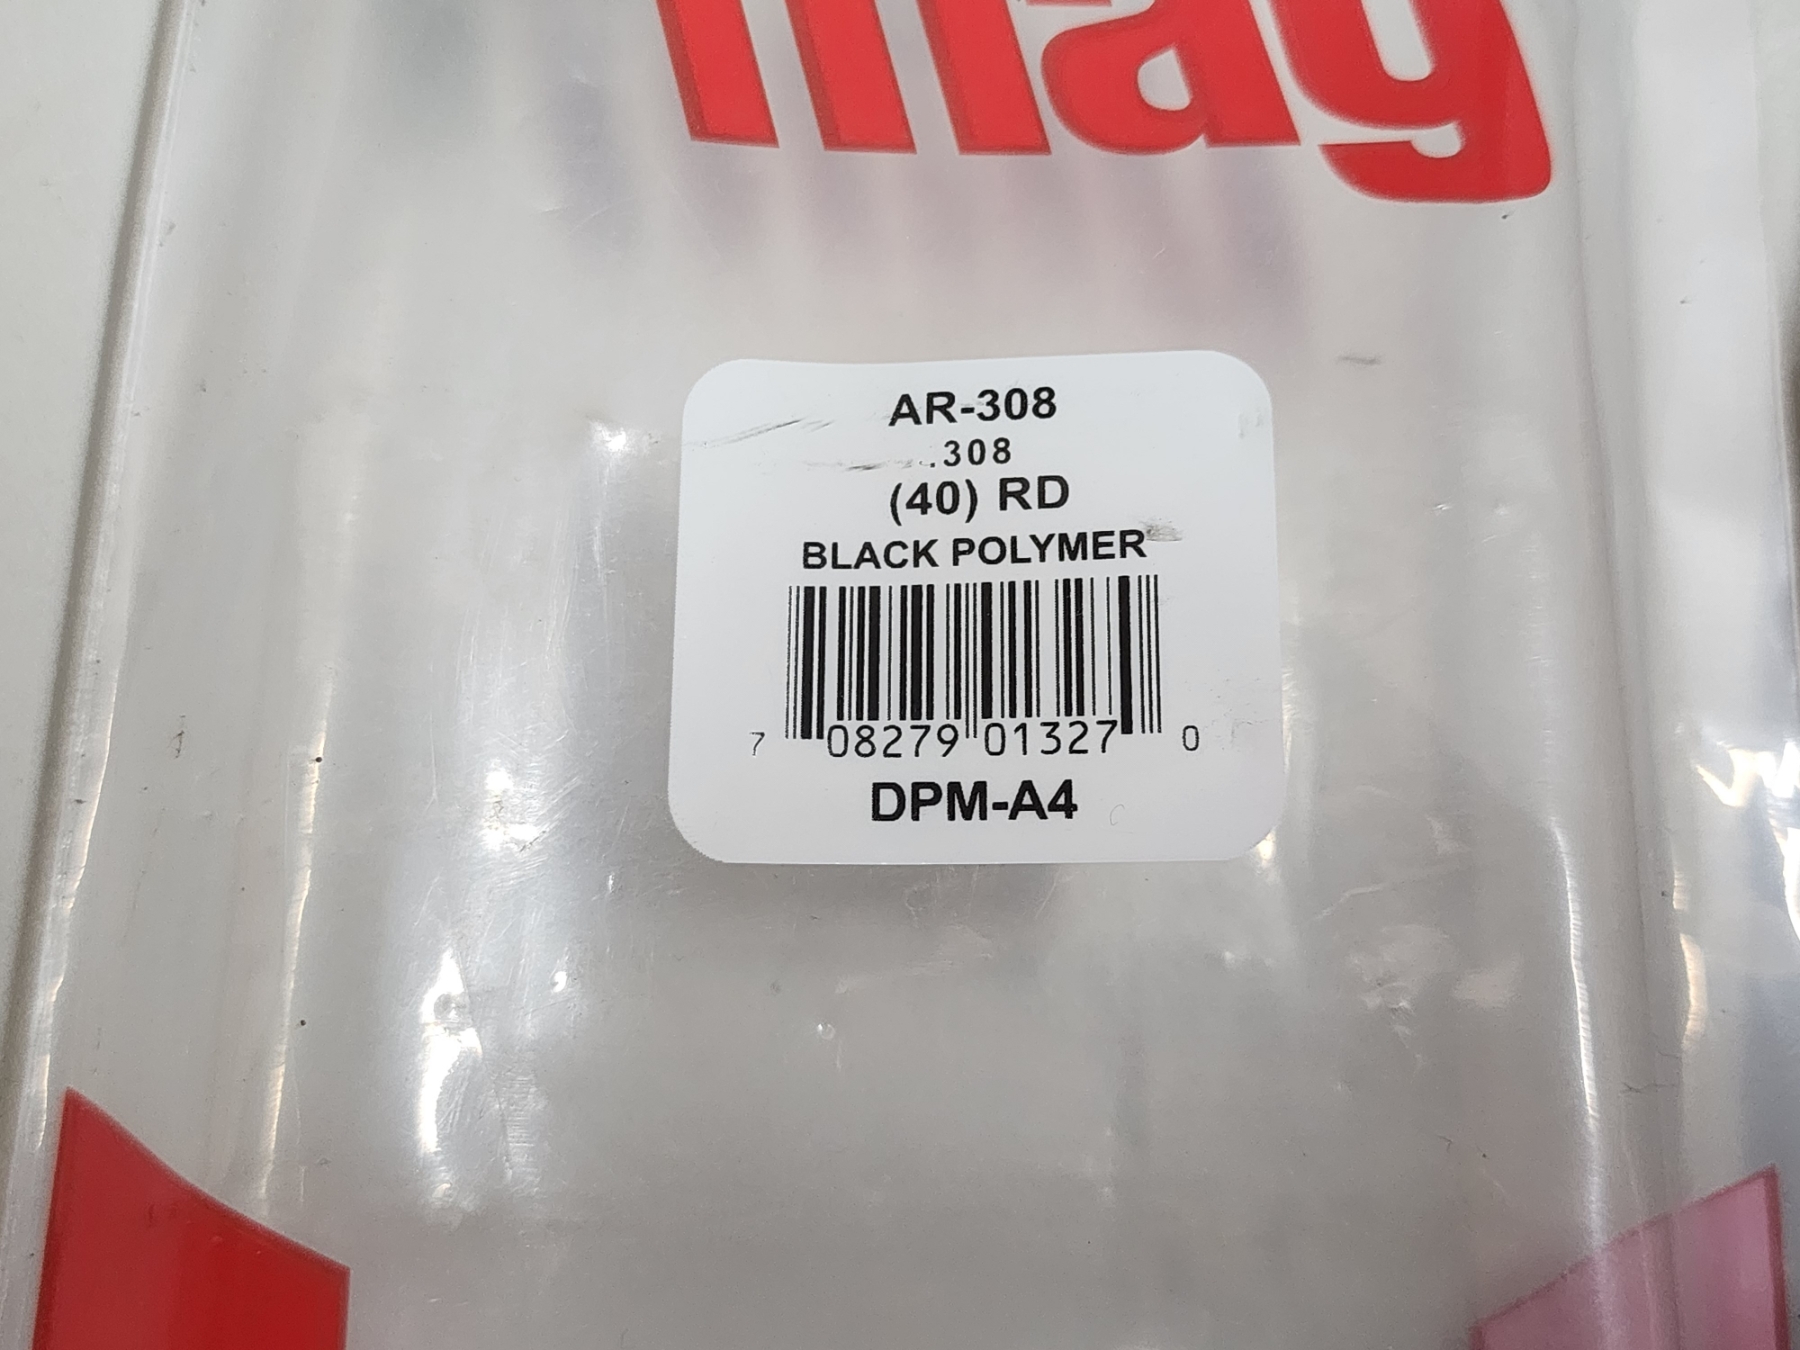 mag
AR-308
.308
(40) RD
BLACK POLYMER
7 08279 01327 0
DPM-A4